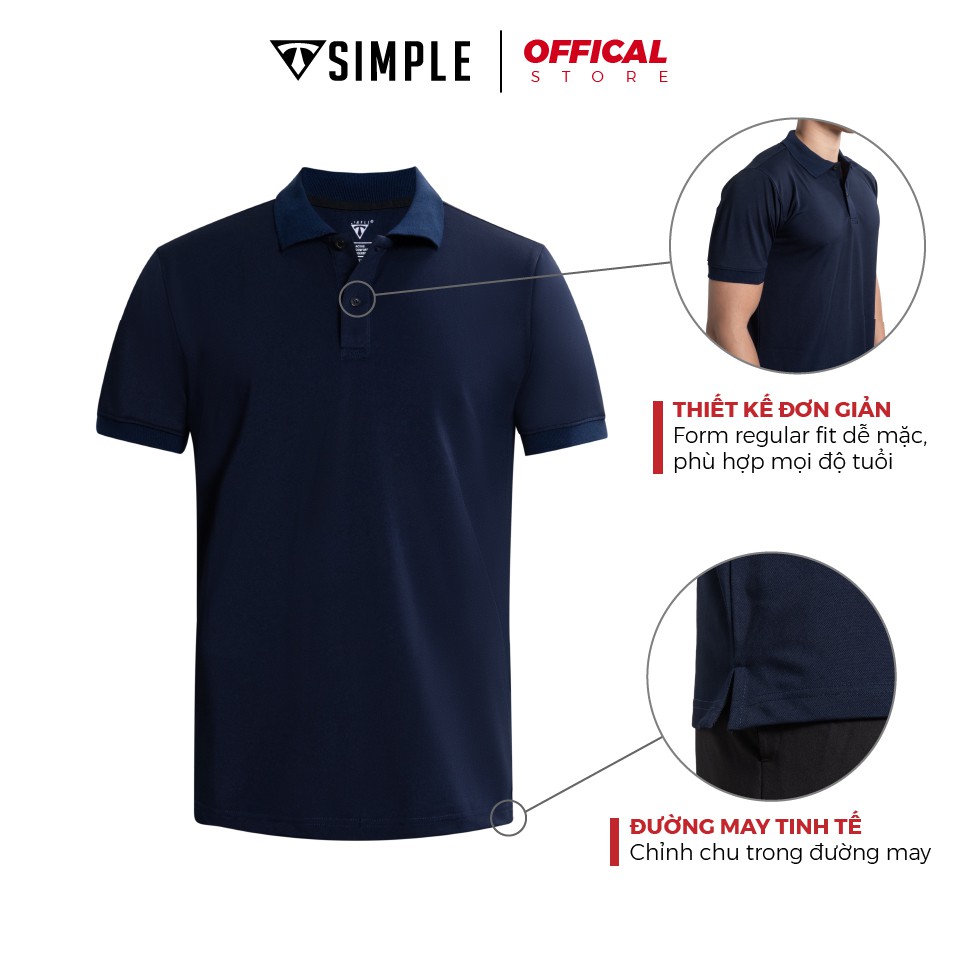 SIMPLE
OFFICAL
STORE
SIMPLE
THIẾT KẾ ĐƠN GIẢN
Form regular fit dễ mặc,
phù hợp mọi độ tuổi
ĐƯỜNG MAY TINH TẾ
Chỉnh chu trong đường may